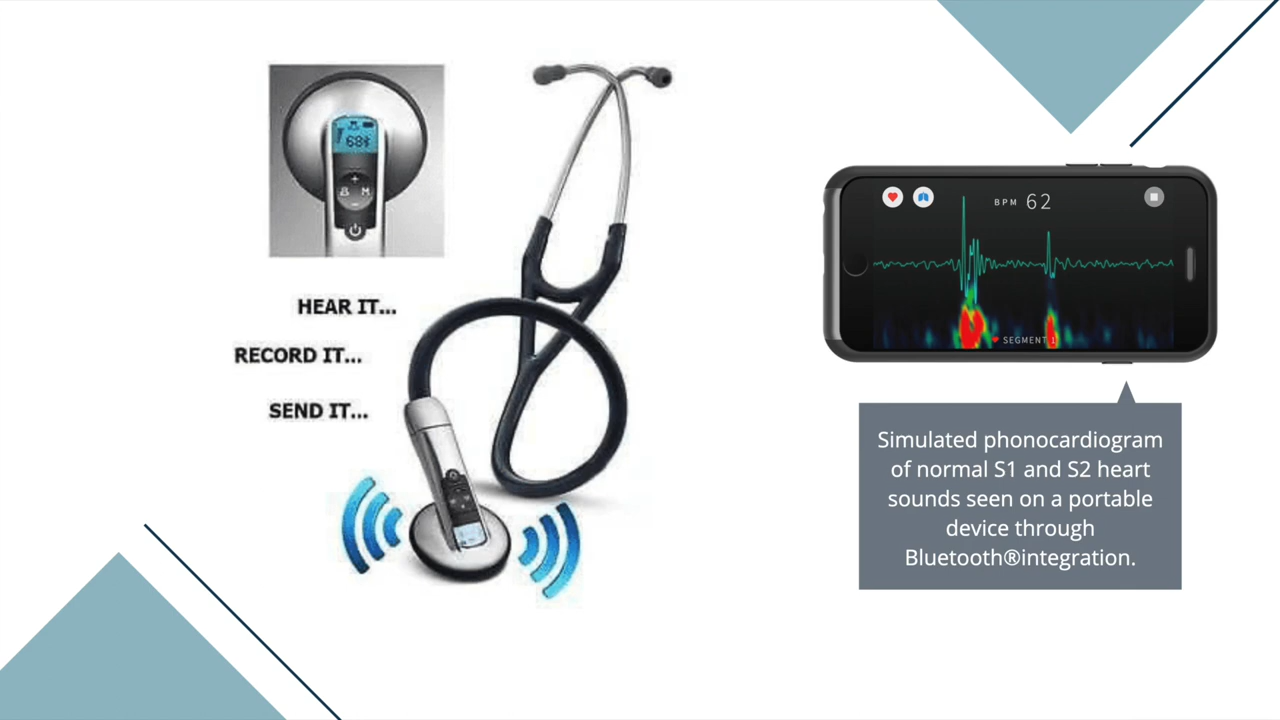 68
+
M
HEAR IT...
RECORD IT...
SEND IT...
BPM 62
SEGMENT 1
Simulated phonocardiogram
of normal S1 and S2 heart
sounds seen on a portable
device through
Bluetooth®integration.